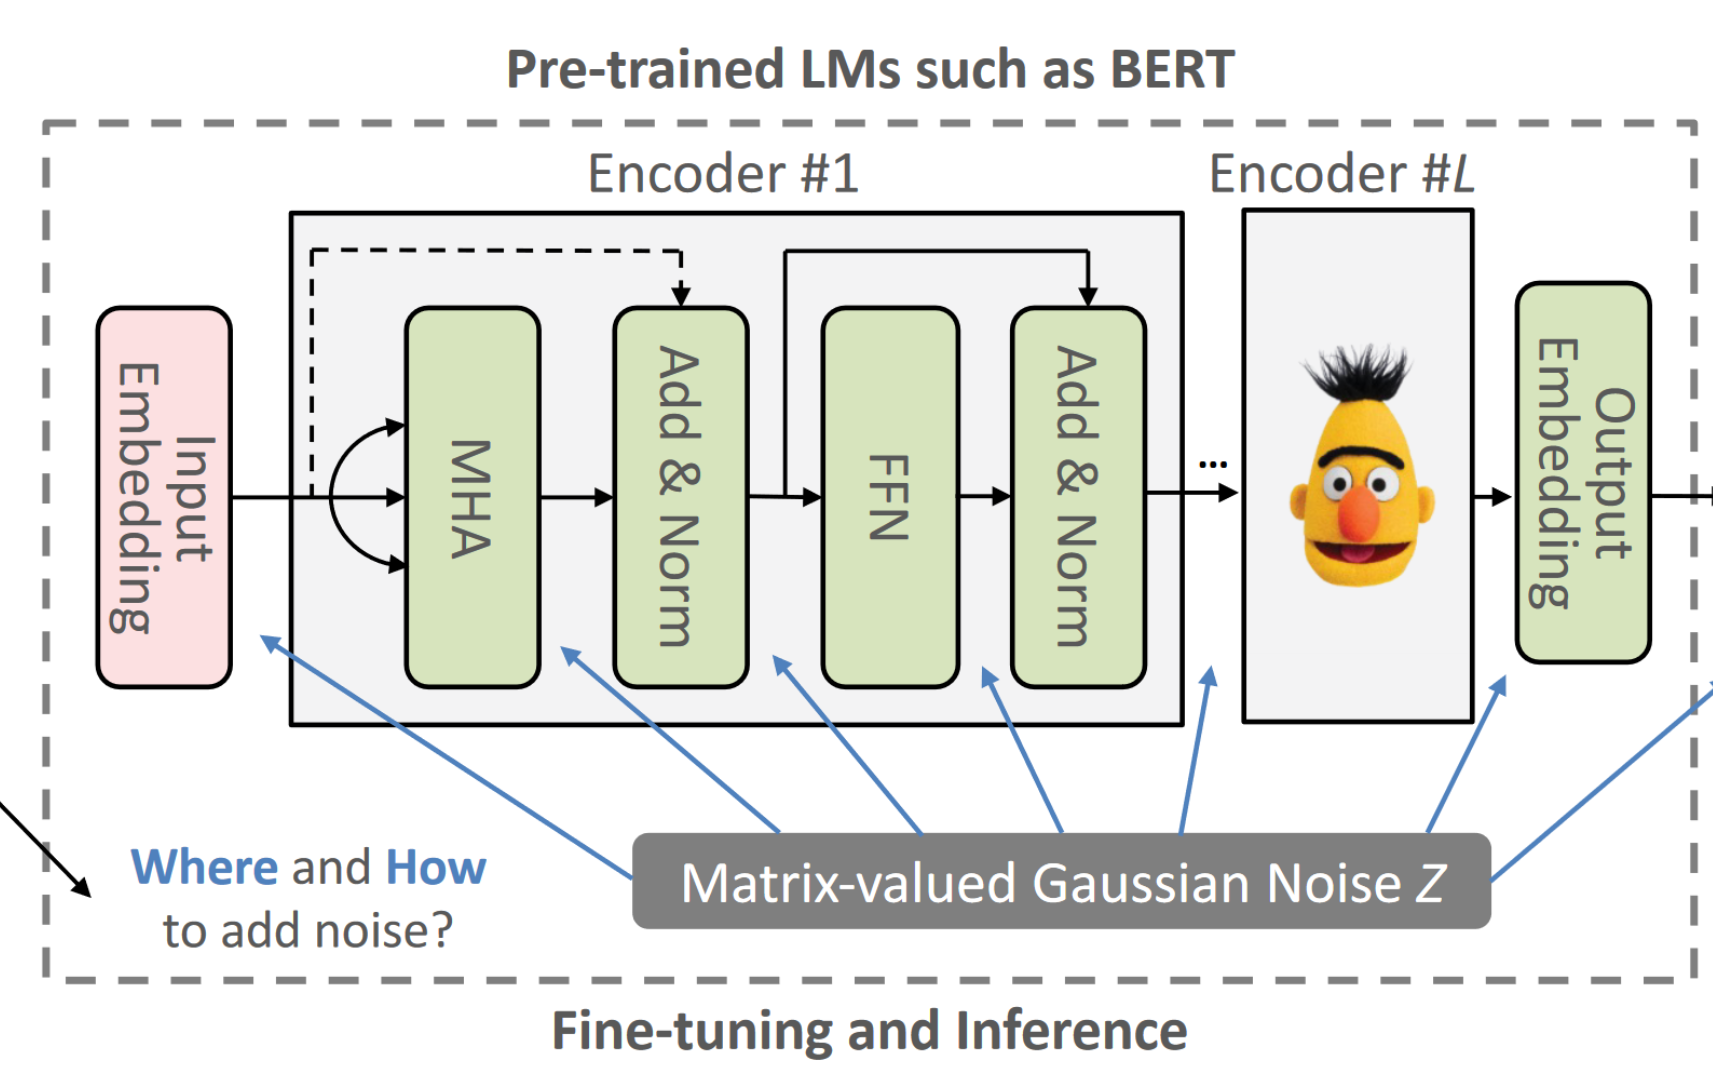 Pre-trained LMs such as BERT
Encoder #1
Encoder #L
Input
Embedding
MHA
Add & Norm
FFN
Add & Norm
...
Output
Embedding
Where and How
to add noise?
Matrix-valued Gaussian Noise Z
Fine-tuning and Inference